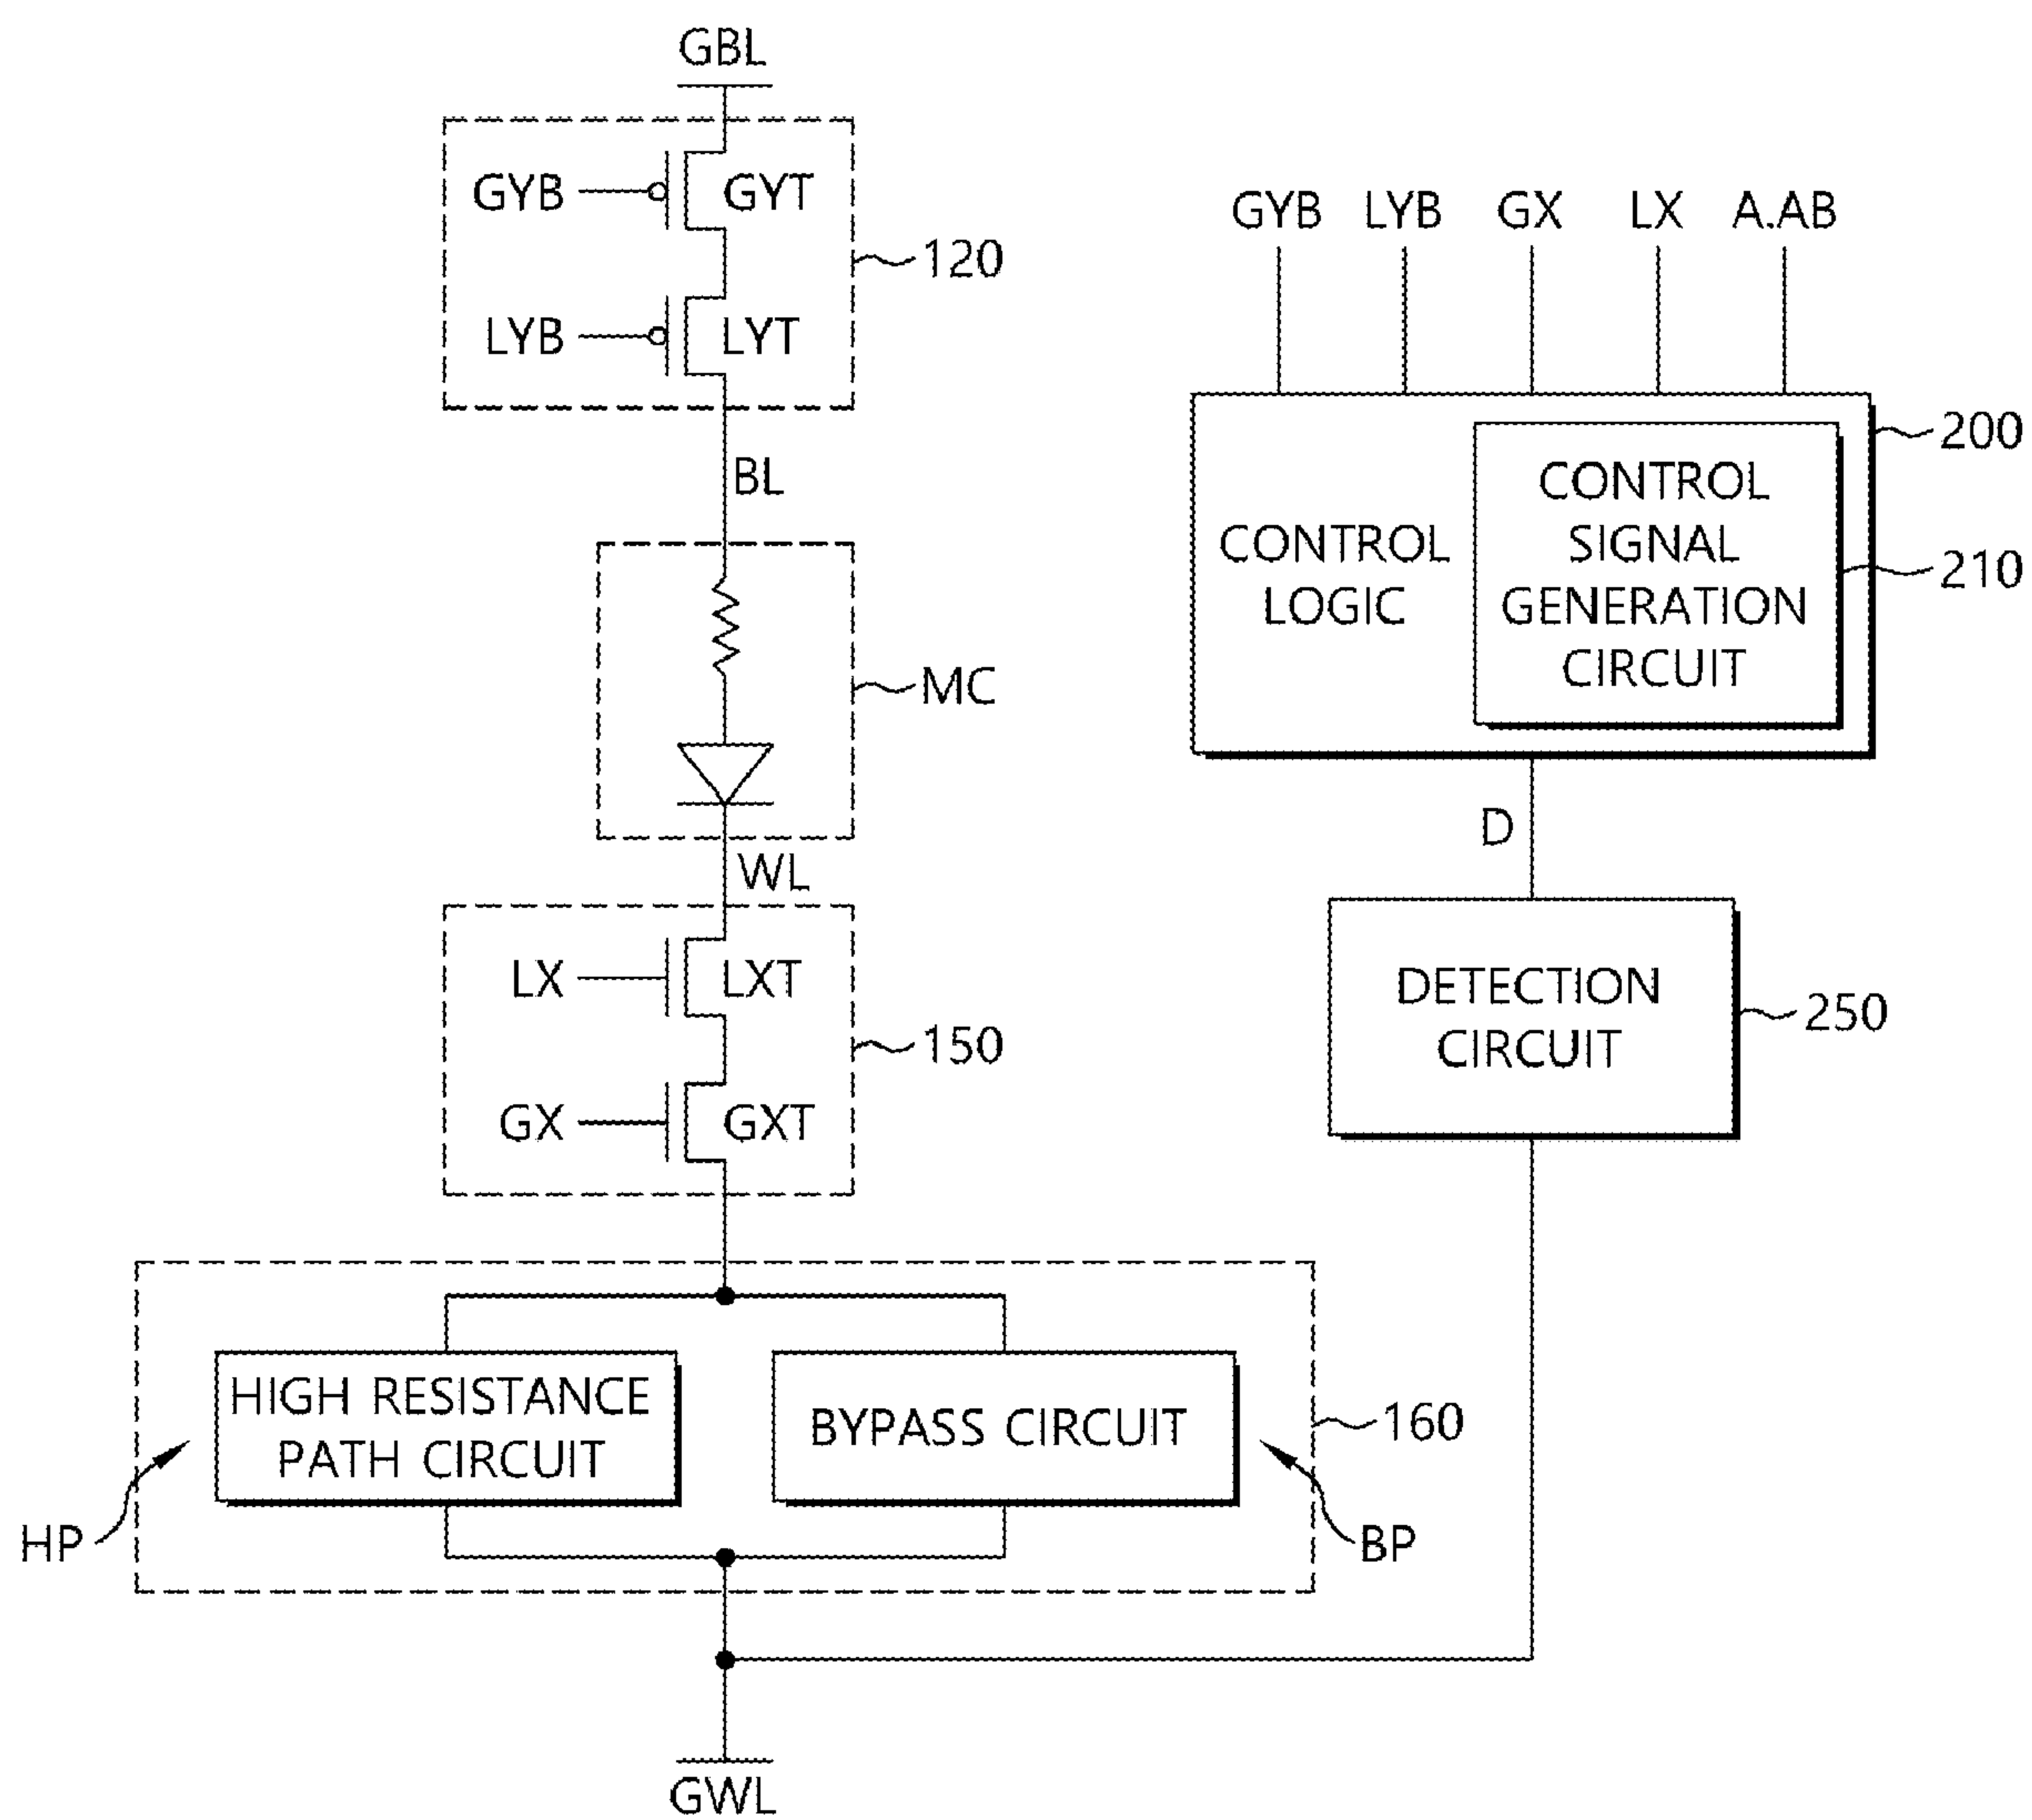 GBL
GYB GYT
120
LYB LYT
BL
MC
WL
LX LXT
150
GX GXT
HIGH RESISTANCE
PATH CIRCUIT
BYPASS CIRCUIT
160
HP
BP
GWL
GYB LYB GX LX A.AB
200
CONTROL
LOGIC
CONTROL
SIGNAL
GENERATION
CIRCUIT
210
D
DETECTION
CIRCUIT
250